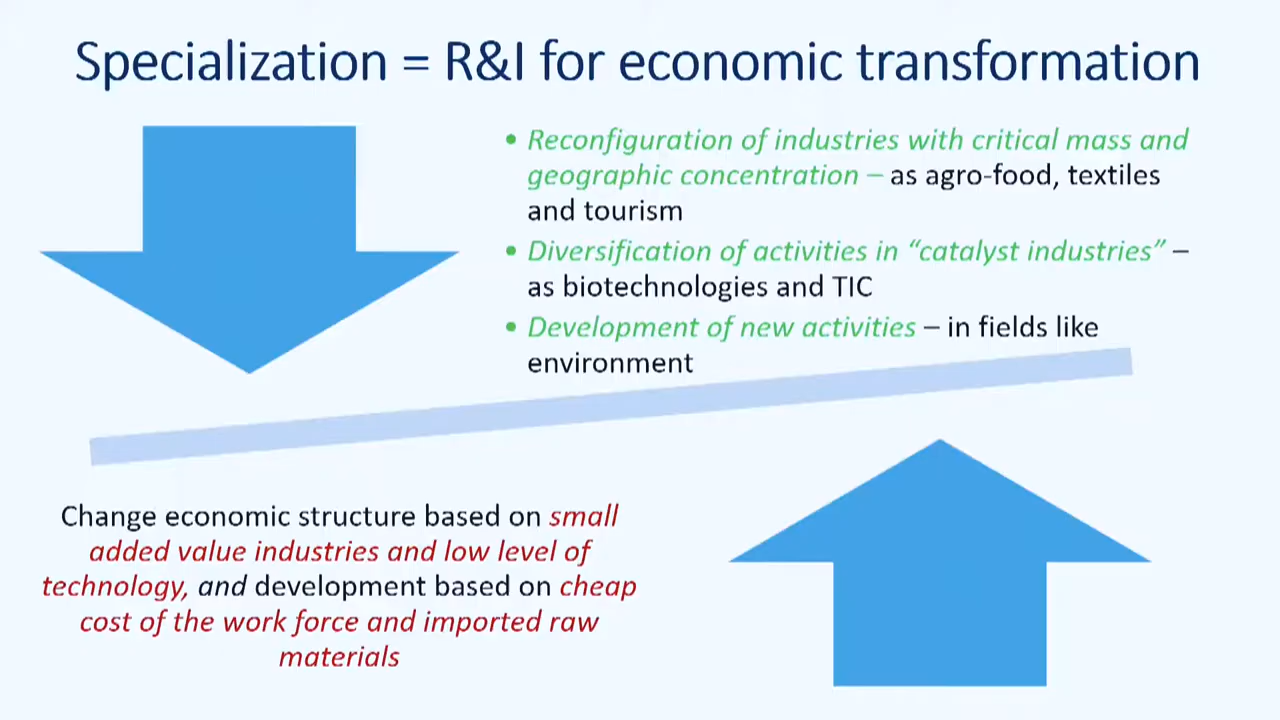 Specialization = R&I for economic transformation
• Reconfiguration of industries with critical mass and
geographic concentration – as agro-food, textiles
and tourism
• Diversification of activities in “catalyst industries” –
as biotechnologies and TIC
• Development of new activities – in fields like
environment
Change economic structure based on small
added value industries and low level of
technology, and development based on cheap
cost of the work force and imported raw
materials